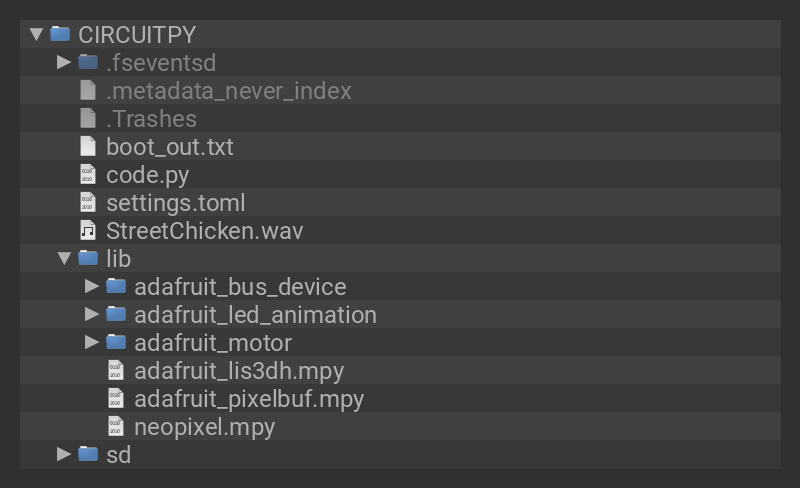 CIRCUITPY
.fseventsd
.metadata_never_index
.Trashes
boot_out.txt
code.py
settings.toml
StreetChicken.wav
lib
adafruit_bus_device
adafruit_led_animation
adafruit_motor
adafruit_lis3dh.mpy
adafruit_pixelbuf.mpy
neopixel.mpy
sd